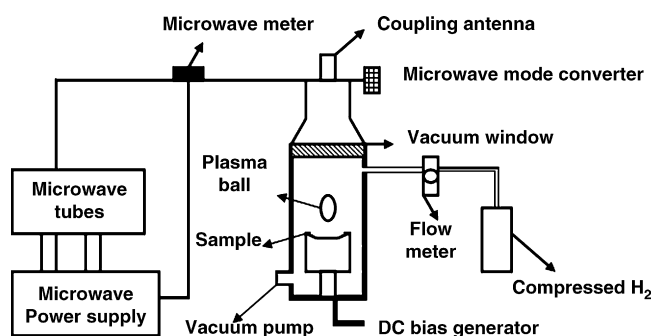 Microwave meter
Coupling antenna
Microwave mode converter
Vacuum window
Plasma
ball
Microwave
tubes
Sample
Flow
meter
Compressed H₂
Microwave
Power supply
Vacuum pump
DC bias generator